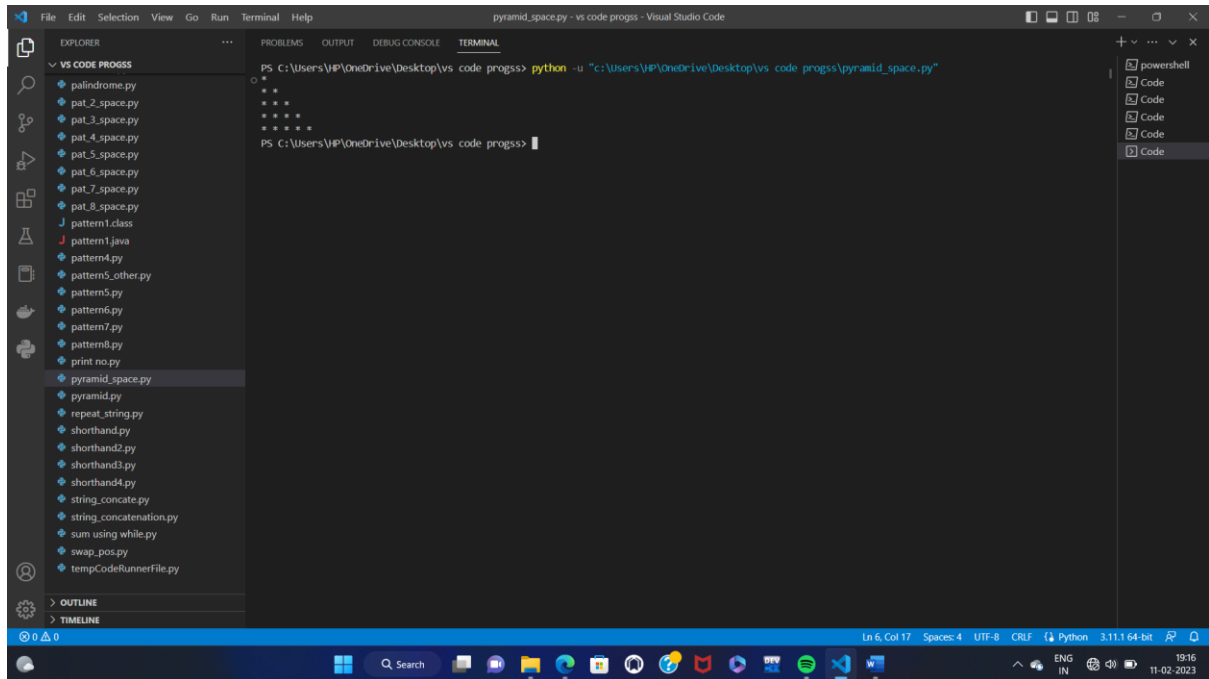 File Edit Selection View Go Run Terminal Help pyramid_space.py - vs code progss - Visual Studio Code
EXPLORER
VS CODE PROGSS
palindrome.py
pat_2_space.py
pat_3_space.py
pat_4_space.py
pat_5_space.py
pat_6_space.py
pat_7_space.py
pat_8_space.py
J pattern1.class
J pattern1.java
pattern4.py
pattern5_other.py
pattern5.py
pattern6.py
pattern7.py
pattern8.py
print no.py
pyramid_space.py
pyramid.py
repeat_string.py
shorthand.py
shorthand2.py
shorthand3.py
shorthand4.py
string_concate.py
string_concatenation.py
sum using while.py
swap_pos.py
tempCodeRunnerFile.py
OUTLINE
TIMELINE
PROBLEMS OUTPUT DEBUG CONSOLE TERMINAL
PS C:\Users\HP\OneDrive\Desktop\vs code progss> python -u "c:\Users\HP\OneDrive\Desktop\vs code progss\pyramid_space.py"
*
* *
* * *
* * * *
* * * * *
PS C:\Users\HP\OneDrive\Desktop\vs code progss>
powershell
Code
Code
Code
Code
Code
0 0 Ln 6, Col 17 Spaces: 4 UTF-8 CRLF Python 3.11.1 64-bit
Search DEV W ENG 19:16
IN 11-02-2023